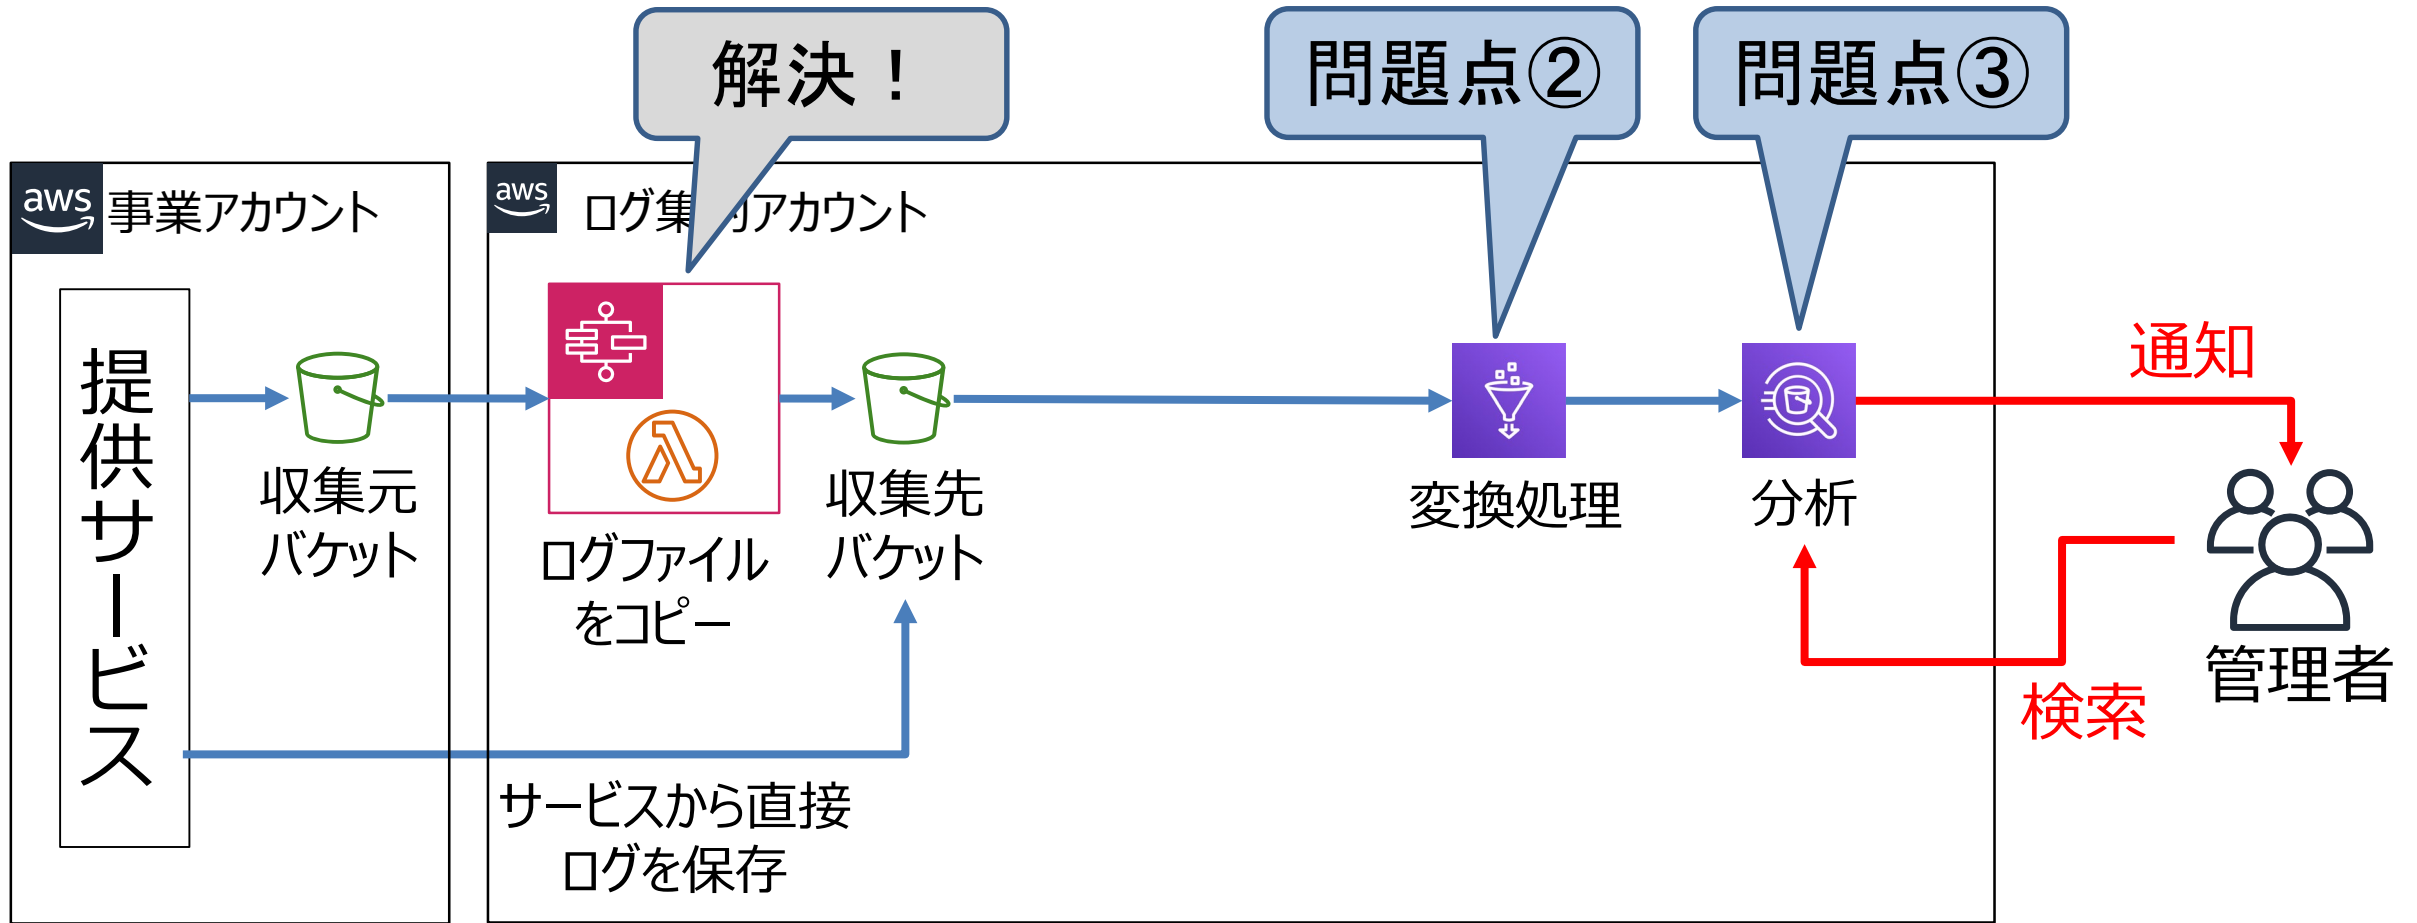 解決！
問題点②
問題点③
aws
事業アカウント
aws
ログ集約アカウント
提供サービス
収集元
バケット
ログファイル
をコピー
収集先
バケット
変換処理
分析
通知
検索
管理者
サービスから直接
ログを保存